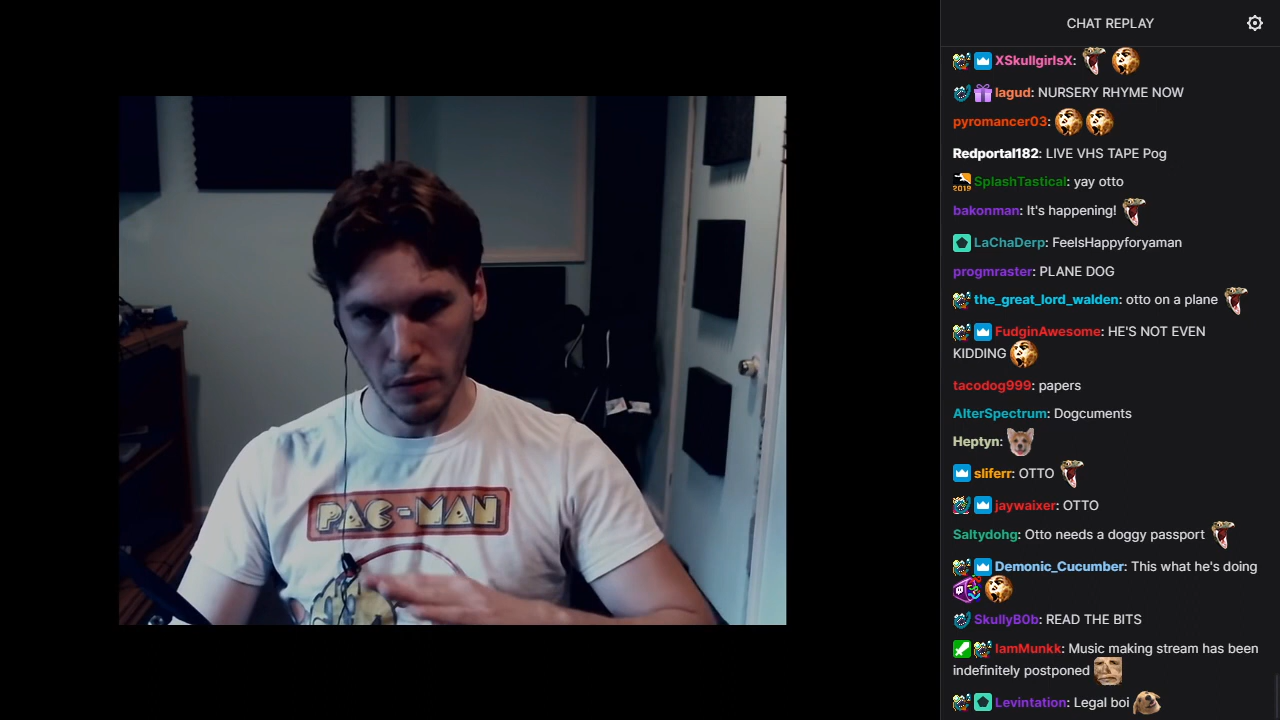 CHAT REPLAY
XSkullgirlsX:
lagud: NURSERY RHYME NOW
pyromancer03:
Redportal182: LIVE VHS TAPE Pog
2019 SplashTastical: yay otto
bakonman: It's happening!
LaChaDerp: FeelsHappyforyaman
progmraster: PLANE DOG
the_great_lord_walden: otto on a plane
FudginAwesome: HE'S NOT EVEN
KIDDING
tacodog999: papers
AlterSpectrum: Dogcuments
Heptyn:
sliferr: OTTO
jaywaixer: OTTO
Saltydohg: Otto needs a doggy passport
Demonic_Cucumber: This what he's doing
SkullyB0b: READ THE BITS
IamMunkk: Music making stream has been
indefinitely postponed
Levintation: Legal boi
PAC-MAN